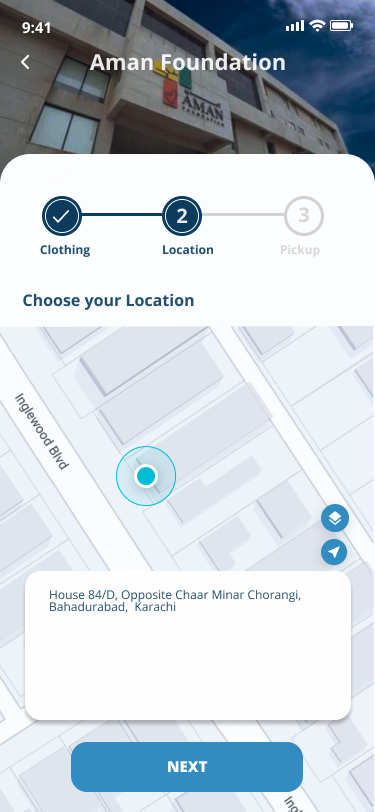 9:41
Aman Foundation
AMAN
FOUNDATION
2
3
Clothing
Location
Pickup
Choose your Location
Inglewood Blvd
House 84/D, Opposite Chaar Minar Chorangi,
Bahadurabad, Karachi
NEXT